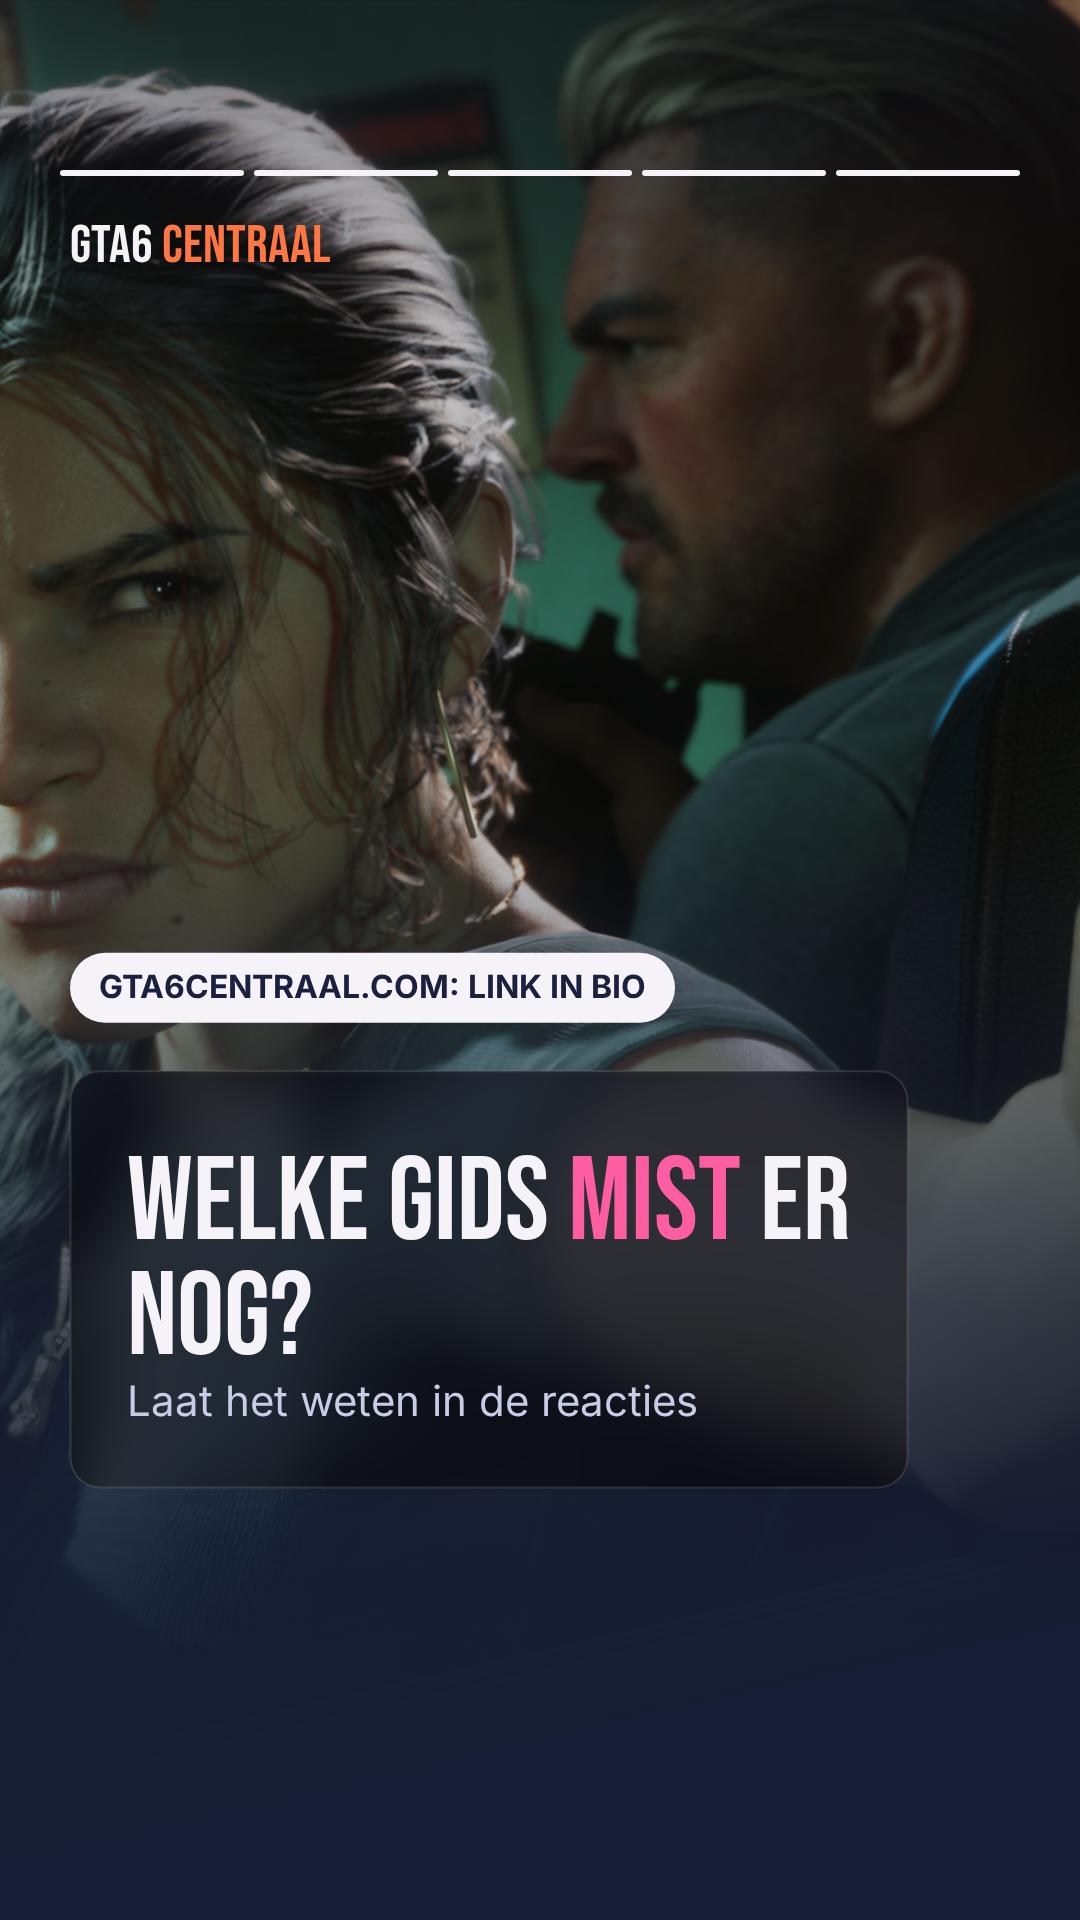 GTA6 CENTRAAL
GTA6CENTRAAL.COM: LINK IN BIO
WELKE GIDS MIST ER
NOG?
Laat het weten in de reacties